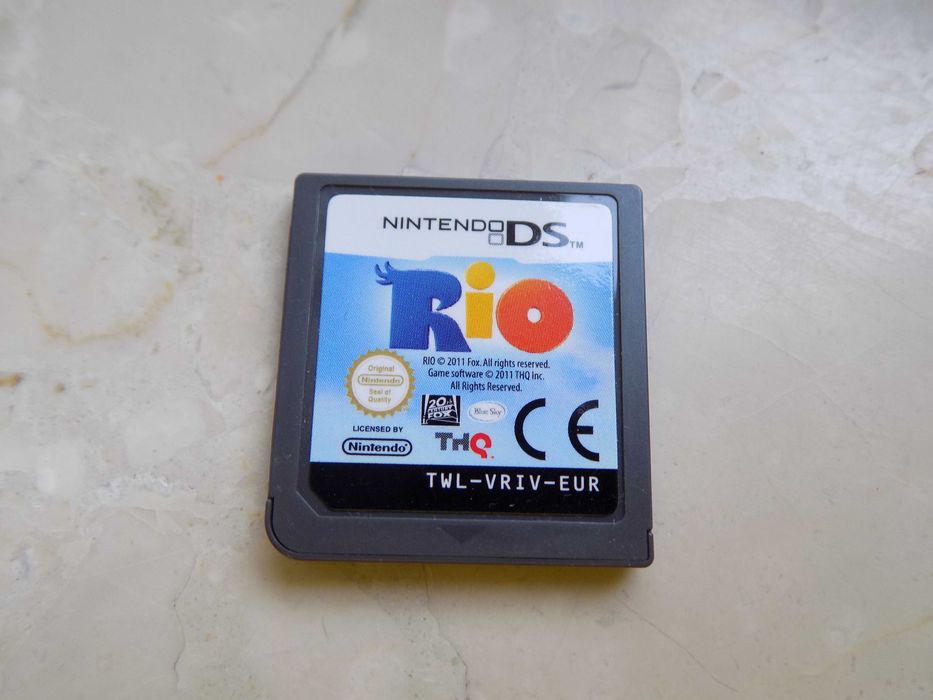 NINTENDO DS™
RIO
RIO © 2011 Fox. All rights reserved.
Game software © 2011 THQ Inc.
All Rights Reserved.
Original
Nintendo
Seal of
Quality
20th
CENTURY
FOX
Blue Sky
CE
LICENSED BY
Nintendo®
THQ®
TWL-VRIV-EUR